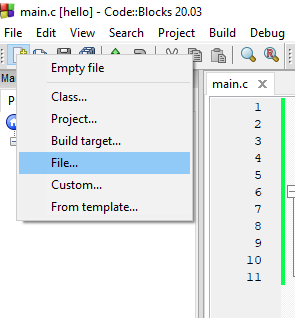 main.c [hello] - Code::Blocks 20.03
File Edit View Search Project Build Debug
Empty file
Class...
Project...
Build target...
File...
Custom...
From template...
Ma
P
main.c
1
2
3
4
5
6
7
8
9
10
11